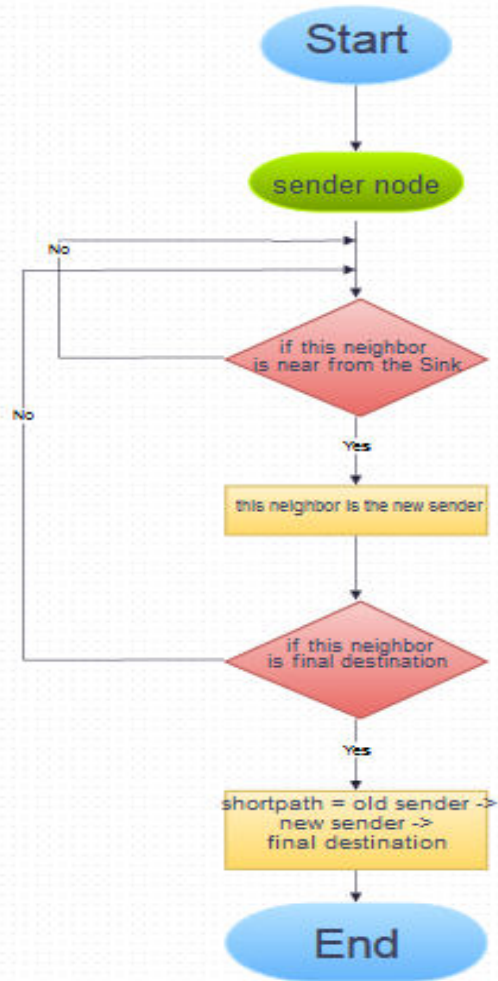 Start
sender node
No
if this neighbor
is near from the Sink
No
Yes
this neighbor is the new sender
if this neighbor
is final destination
Yes
shortpath = old sender ->
new sender ->
final destination
End